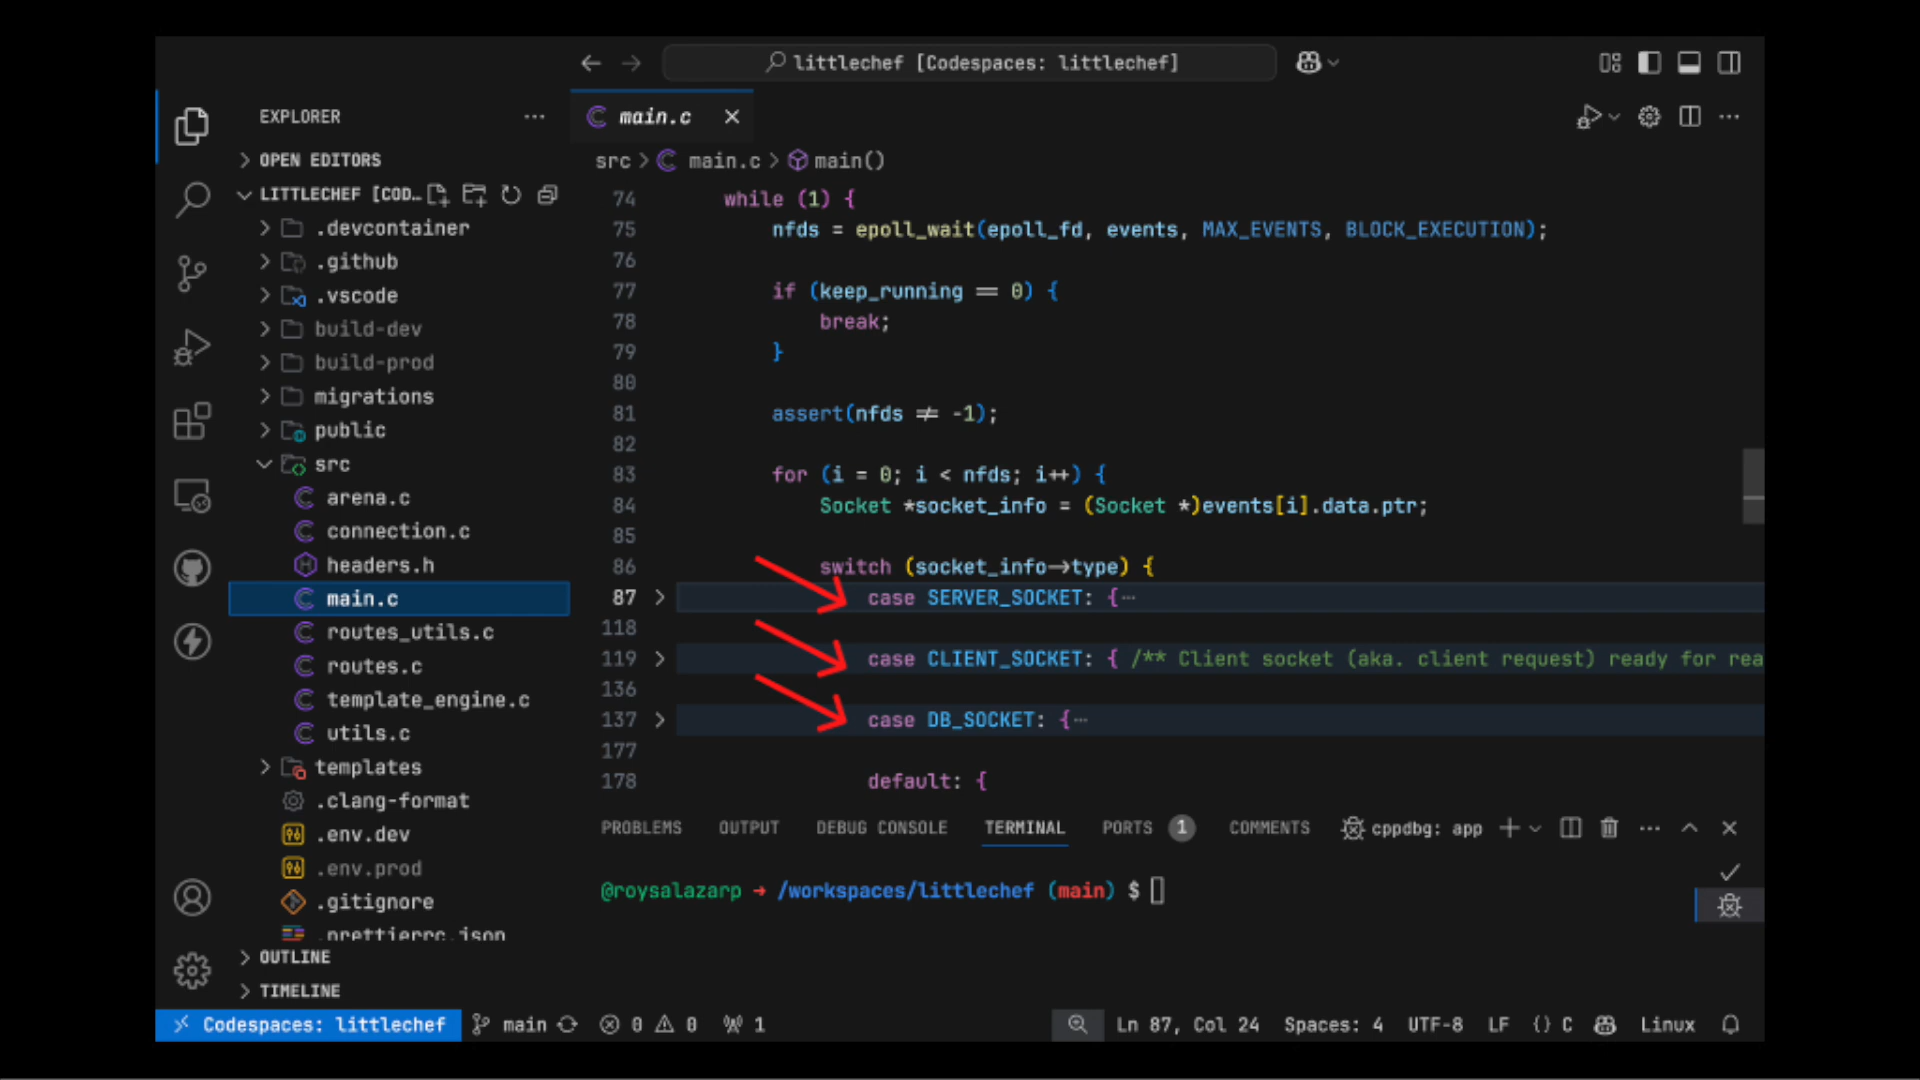 littlechef [Codespaces: littlechef]
EXPLORER
OPEN EDITORS
LITTLECHEF [COD…
.devcontainer
.github
.vscode
build-dev
build-prod
migrations
public
src
arena.c
connection.c
headers.h
main.c
routes_utils.c
routes.c
template_engine.c
utils.c
templates
.clang-format
.env.dev
.env.prod
.gitignore
.prettierrc.json
OUTLINE
TIMELINE
main.c
src > main.c > main()
74 while (1) {
75 nfds = epoll_wait(epoll_fd, events, MAX_EVENTS, BLOCK_EXECUTION);
76
77 if (keep_running == 0) {
78 break;
79 }
80
81 assert(nfds != -1);
82
83 for (i = 0; i < nfds; i++) {
84 Socket *socket_info = (Socket *)events[i].data.ptr;
85
86 switch (socket_info->type) {
87 case SERVER_SOCKET: {…
118
119 case CLIENT_SOCKET: { /** Client socket (aka. client request) ready for rea
136
137 case DB_SOCKET: {…
177
178 default: {
PROBLEMS OUTPUT DEBUG CONSOLE TERMINAL PORTS 1 COMMENTS cppdbg: app
@roysalazarp → /workspaces/littlechef (main) $
Codespaces: littlechef main 0 0 1 Ln 87, Col 24 Spaces: 4 UTF-8 LF {} C Linux